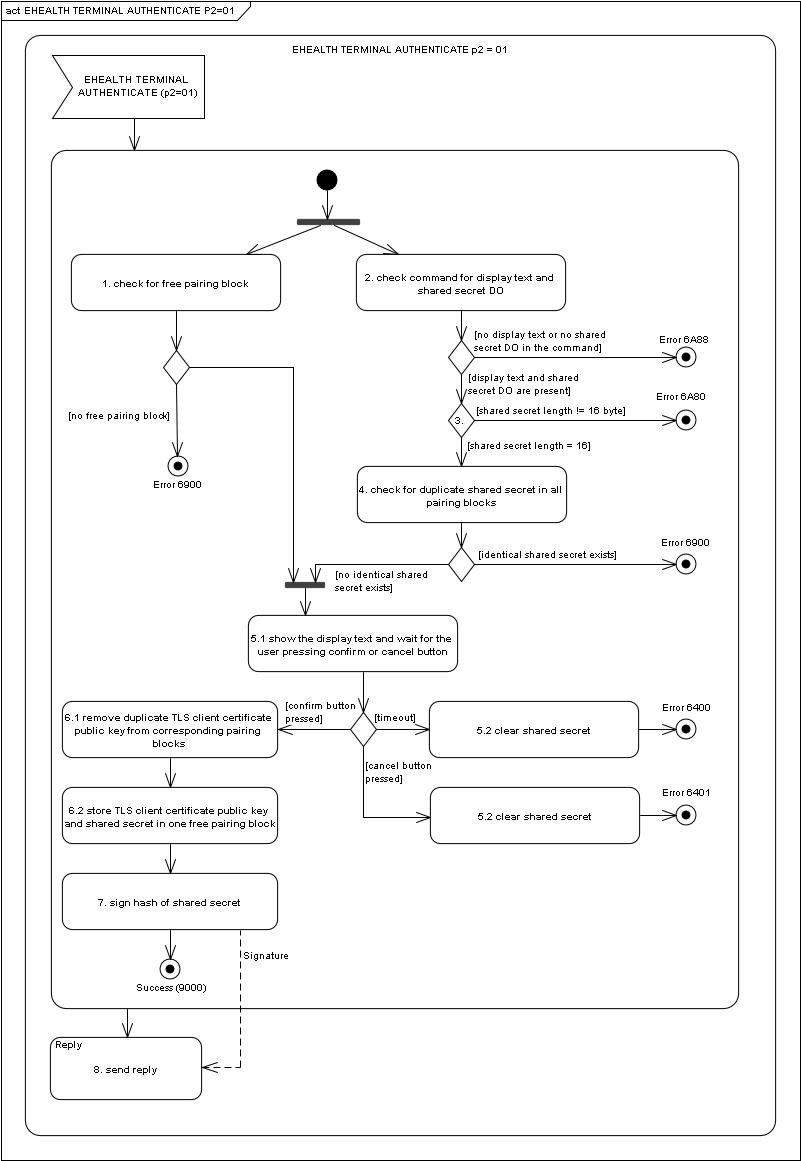 act EHEALTH TERMINAL AUTHENTICATE P2=01
EHEALTH TERMINAL AUTHENTICATE p2 = 01
EHEALTH TERMINAL
AUTHENTICATE (p2=01)
1. check for free pairing block
2. check command for display text and
shared secret DO
[no display text or no shared
secret DO in the command]
Error 6A88
[display text and shared
secret DO are present]
Error 6A80
3.
[shared secret length != 16 byte]
[no free pairing block]
[shared secret length = 16]
Error 6900
4. check for duplicate shared secret in all
pairing blocks
Error 6900
[identical shared secret exists]
[no identical shared
secret exists]
5.1 show the display text and wait for the
user pressing confirm or cancel button
[confirm button
pressed]
[timeout]
Error 6400
6.1 remove duplicate TLS client certificate
public key from corresponding pairing
blocks
5.2 clear shared secret
[cancel button
pressed]
Error 6401
6.2 store TLS client certificate public key
and shared secret in one free pairing block
5.2 clear shared secret
7. sign hash of shared secret
Signature
Success (9000)
Reply
8. send reply